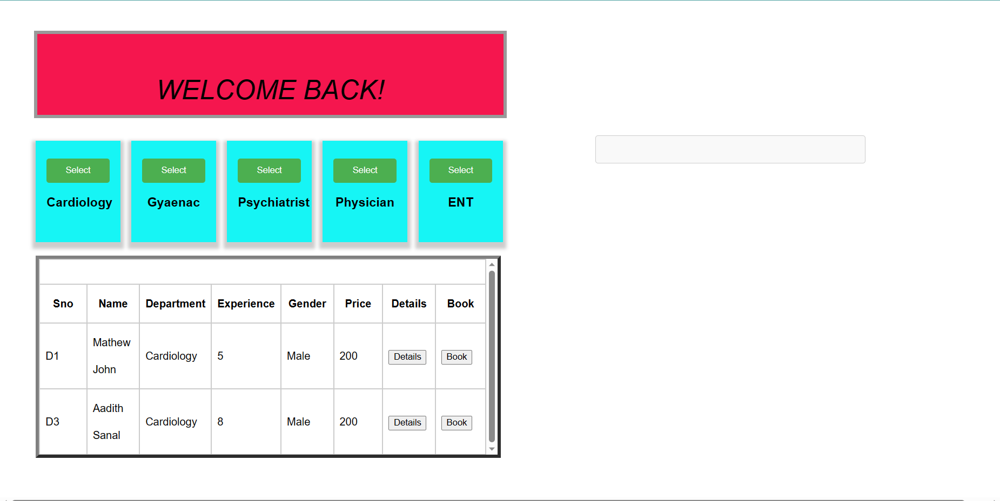 WELCOME BACK!
Select Select Select Select Select
Cardiology Gyaenac Psychiatrist Physician ENT
Sno Name Department Experience Gender Price Details Book
D1 Mathew John Cardiology 5 Male 200 Details Book
D3 Aadith Sanal Cardiology 8 Male 200 Details Book